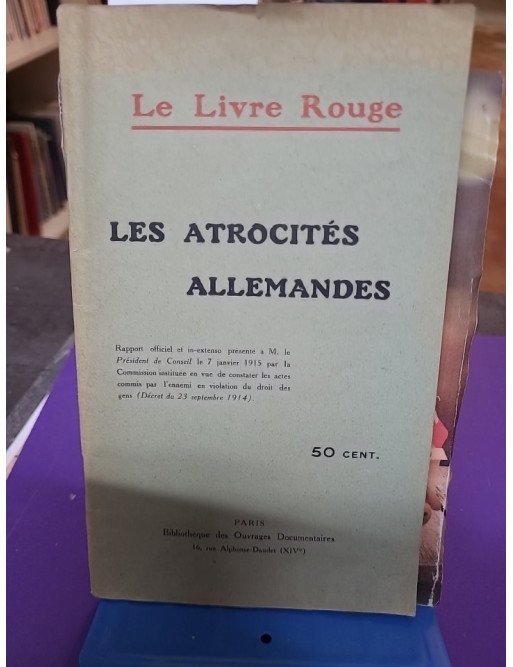 Le Livre Rouge
LES ATROCITÉS
ALLEMANDES
Rapport officiel et in-extenso présenté à M. le
Président de Conseil le 7 janvier 1915 par la
Commission instituée en vue de constater les actes
commis par l'ennemi en violation du droit des
gens (Décret du 23 septembre 1914).
50 CENT.
PARIS
Bibliothèque des Ouvrages Documentaires
16, rue Alphonse-Daudet (XIVe)